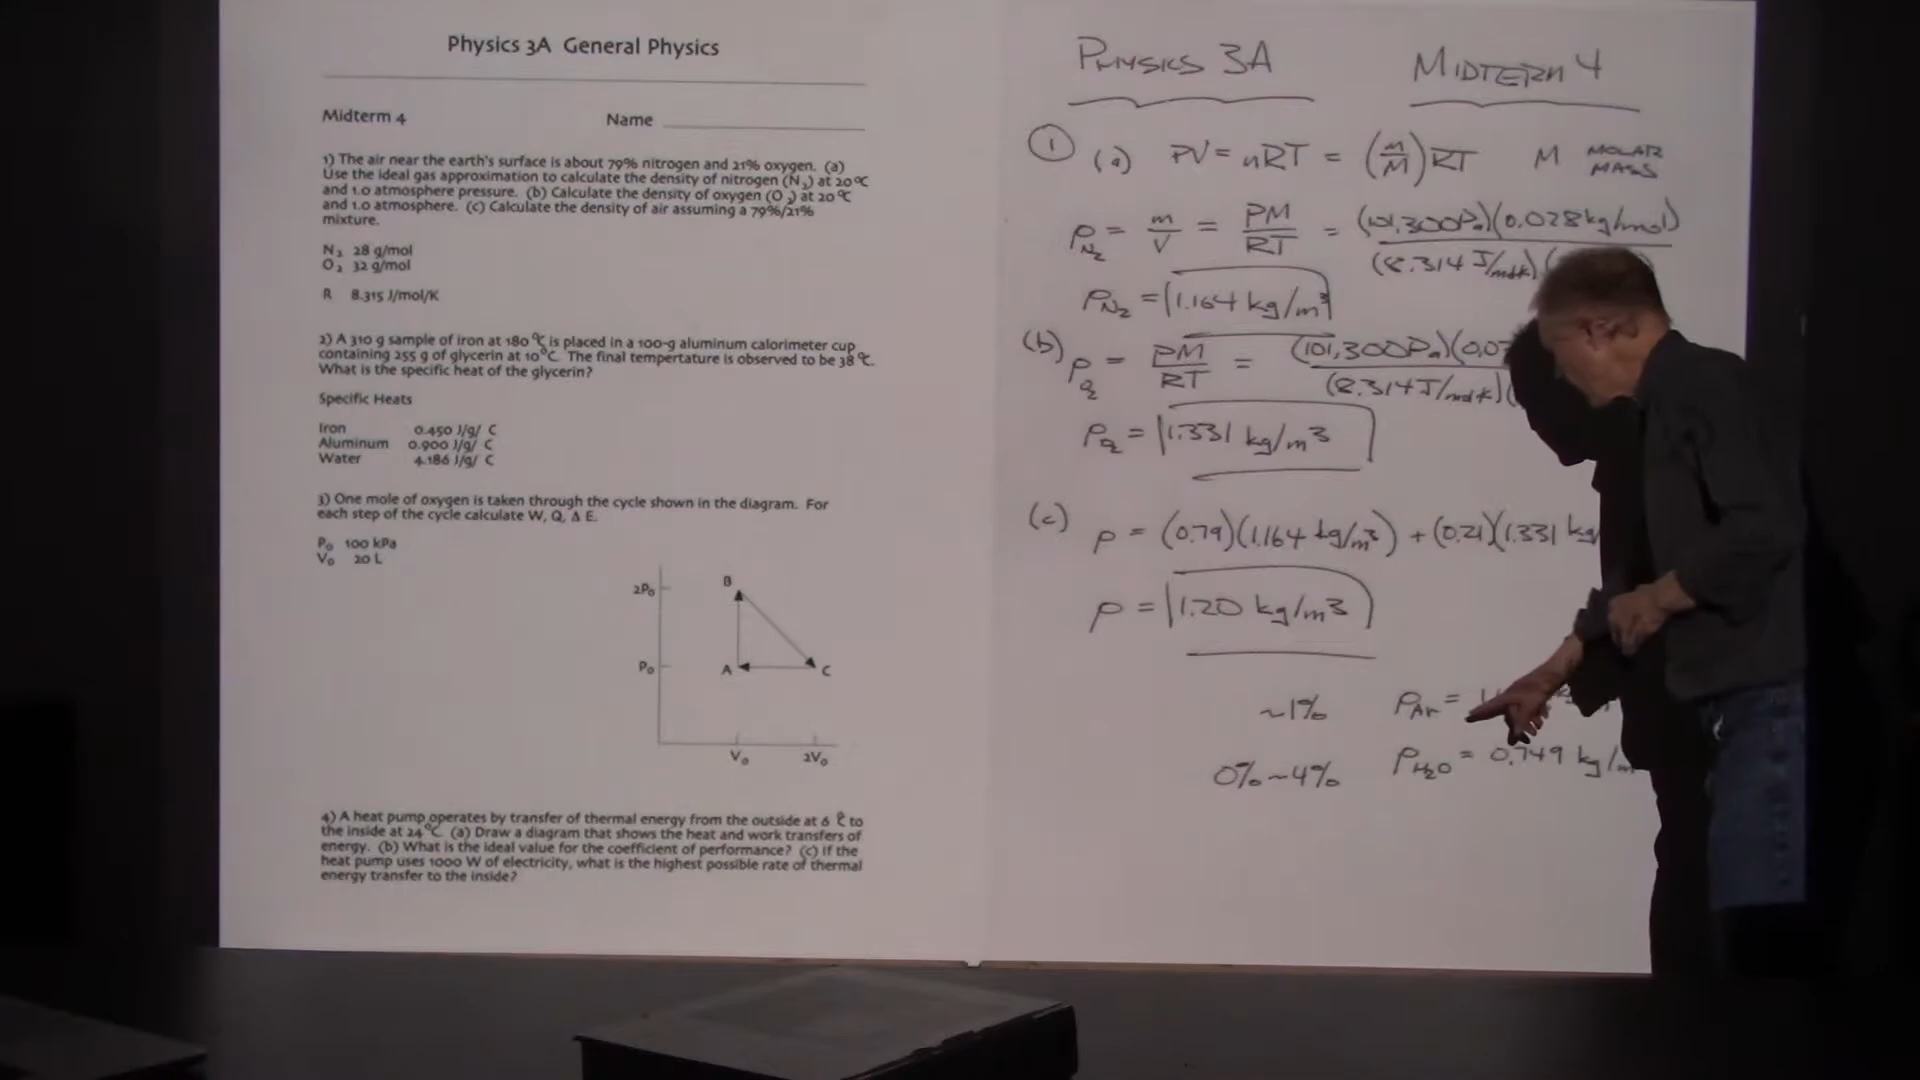 Physics 3A General Physics
Midterm 4 Name
1) The air near the earth's surface is about 79% nitrogen and 21% oxygen. (a)
Use the ideal gas approximation to calculate the density of nitrogen (N₂) at 20 °C
and 1.0 atmosphere pressure. (b) Calculate the density of oxygen (O₂) at 20 °C
and 1.0 atmosphere. (c) Calculate the density of air assuming a 79%/21%
mixture.
N₂ 28 g/mol
O₂ 32 g/mol
R 8.315 J/mol/K
2) A 310 g sample of iron at 180 °C is placed in a 100-g aluminum calorimeter cup
containing 255 g of glycerin at 10°C. The final tempertature is observed to be 38 °C.
What is the specific heat of the glycerin?
Specific Heats
Iron 0.450 J/g/ C
Aluminum 0.900 J/g/ C
Water 4.186 J/g/ C
3) One mole of oxygen is taken through the cycle shown in the diagram. For
each step of the cycle calculate W, Q, Δ E.
P₀ 100 kPa
V₀ 20 L
2P₀ B
P₀ A C
V₀ 2V₀
4) A heat pump operates by transfer of thermal energy from the outside at 6 °C to
the inside at 24°C. (a) Draw a diagram that shows the heat and work transfers of
energy. (b) What is the ideal value for the coefficient of performance? (c) If the
heat pump uses 1000 W of electricity, what is the highest possible rate of thermal
energy transfer to the inside?
PHYSICS 3A MIDTERM 4
① (a) PV = nRT = (m/M)RT M MOLAR MASS
ρN₂ = m/V = PM/RT = (101,300Pa)(0.028kg/mol)/(8.314 J/molK)(
ρN₂ = 1.164 kg/m³
(b) ρO₂ = PM/RT = (101,300Pa)(0.03 /(8.314 J/molK)(
ρO₂ = 1.331 kg/m³
(c) ρ = (0.79)(1.164 kg/m³) + (0.21)(1.331 kg/
ρ = 1.20 kg/m³
~1% ρAr =
0%~4% ρH₂O = 0.749 kg/m